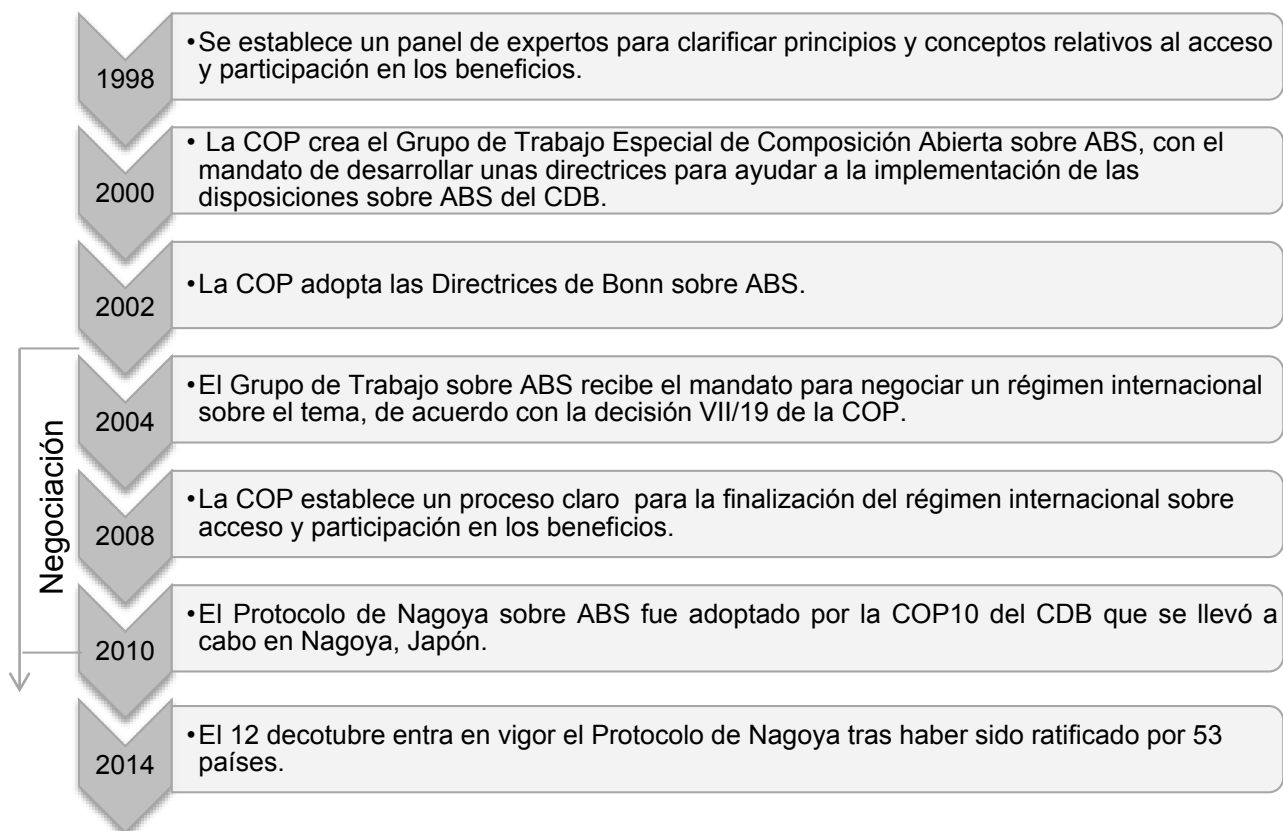 1998
•Se establece un panel de expertos para clarificar principios y conceptos relativos al acceso
y participación en los beneficios.
2000
• La COP crea el Grupo de Trabajo Especial de Composición Abierta sobre ABS, con el
mandato de desarrollar unas directrices para ayudar a la implementación de las
disposiciones sobre ABS del CDB.
2002
•La COP adopta las Directrices de Bonn sobre ABS.
Negociación
2004
•El Grupo de Trabajo sobre ABS recibe el mandato para negociar un régimen internacional
sobre el tema, de acuerdo con la decisión VII/19 de la COP.
2008
•La COP establece un proceso claro para la finalización del régimen internacional sobre
acceso y participación en los beneficios.
2010
•El Protocolo de Nagoya sobre ABS fue adoptado por la COP10 del CDB que se llevó a
cabo en Nagoya, Japón.
2014
•El 12 decotubre entra en vigor el Protocolo de Nagoya tras haber sido ratificado por 53
países.